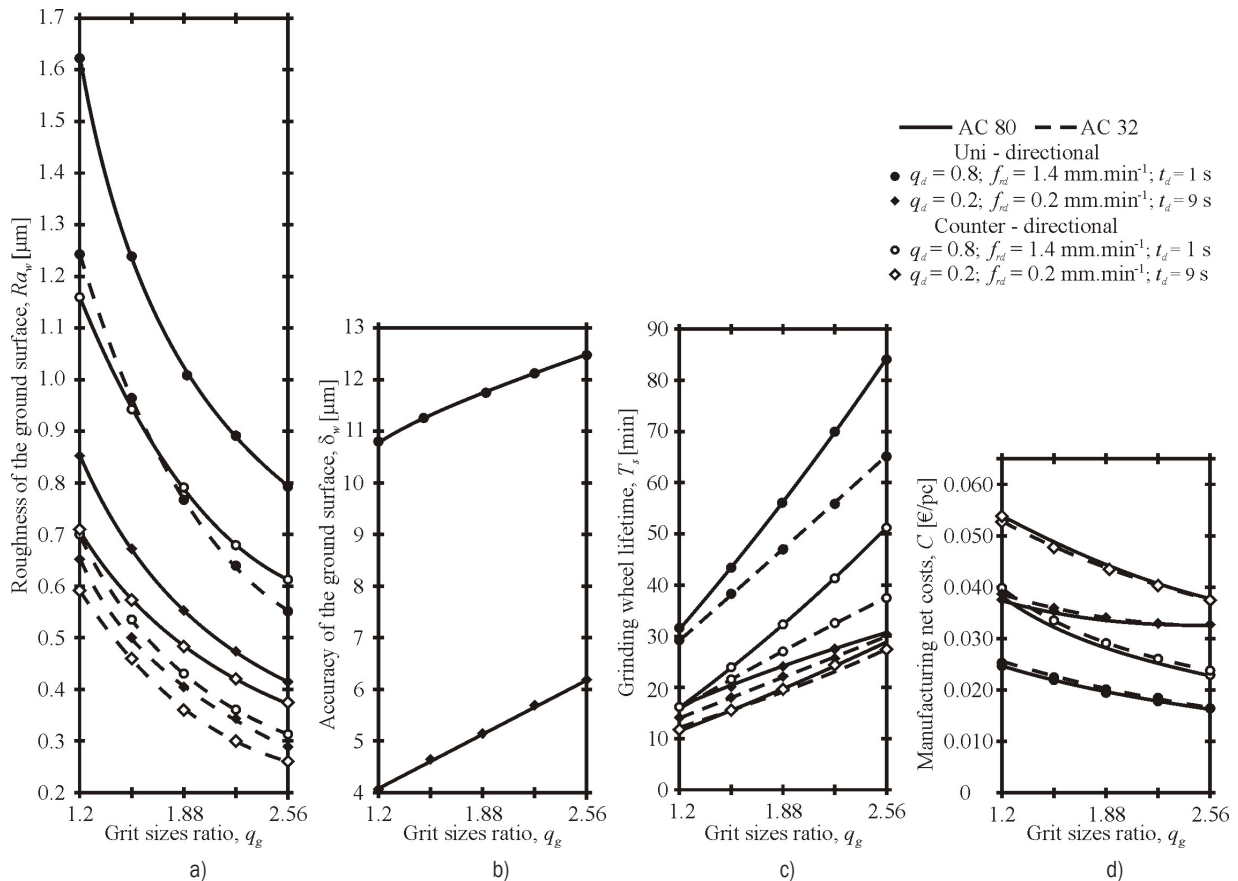 Roughness of the ground surface, Ra_w [µm]
1.7
1.6
1.5
1.4
1.3
1.2
1.1
1.0
0.9
0.8
0.7
0.6
0.5
0.4
0.3
0.2
1.2 1.88 2.56
Grit sizes ratio, q_g
a)
Accuracy of the ground surface, δ_w [µm]
13
12
11
10
9
8
7
6
5
4
1.2 1.88 2.56
Grit sizes ratio, q_g
b)
Grinding wheel lifetime, T_s [min]
90
80
70
60
50
40
30
20
10
0
1.2 1.88 2.56
Grit sizes ratio, q_g
c)
AC 80 AC 32
Uni - directional
q_d = 0.8; f_rd = 1.4 mm.min⁻¹; t_d = 1 s
q_d = 0.2; f_rd = 0.2 mm.min⁻¹; t_d = 9 s
Counter - directional
q_d = 0.8; f_rd = 1.4 mm.min⁻¹; t_d = 1 s
q_d = 0.2; f_rd = 0.2 mm.min⁻¹; t_d = 9 s
Manufacturing net costs, C [€/pc]
0.060
0.050
0.040
0.030
0.020
0.010
0
1.2 1.88 2.56
Grit sizes ratio, q_g
d)